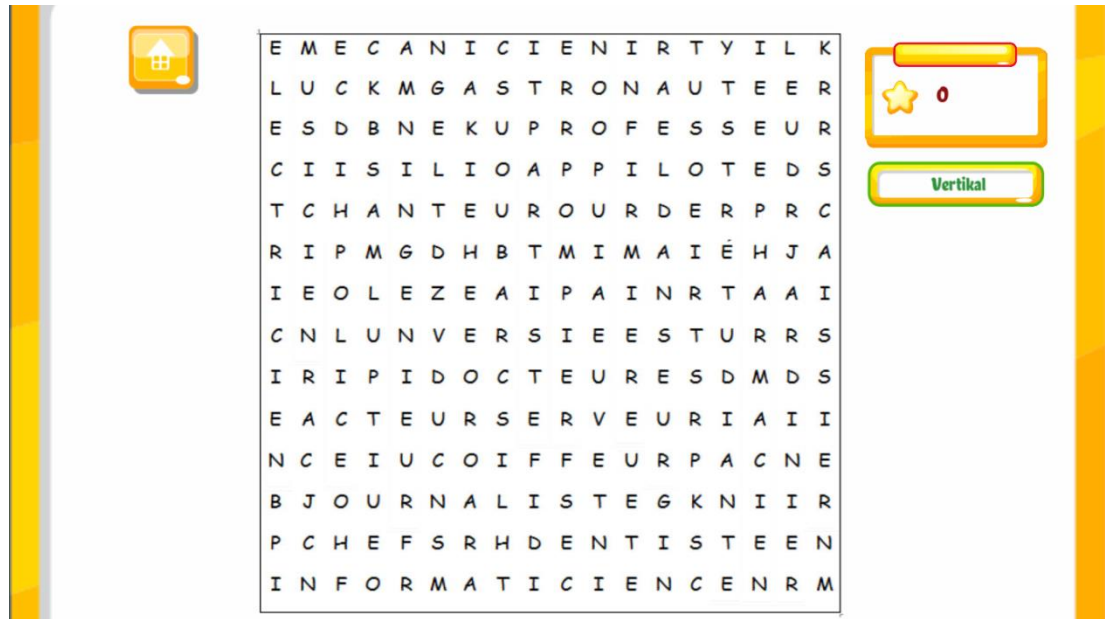 E M E C A N I C I E N I R T Y I L K
L U C K M G A S T R O N A U T E E R
0
E S D B N E K U P R O F E S S E U R
C I I S I L I O A P P I L O T E D S
Vertikal
T C H A N T E U R O U R D E R P R C
R I P M G D H B T M I M A I É H J A
I E O L E Z E A I P A I N R T A A I
C N L U N V E R S I E E S T U R R S
I R I P I D O C T E U R E S D M D S
E A C T E U R S E R V E U R I A I I
N C E I U C O I F F E U R P A C N E
B J O U R N A L I S T E G K N I I R
P C H E F S R H D E N T I S T E E N
I N F O R M A T I C I E N C E N R M